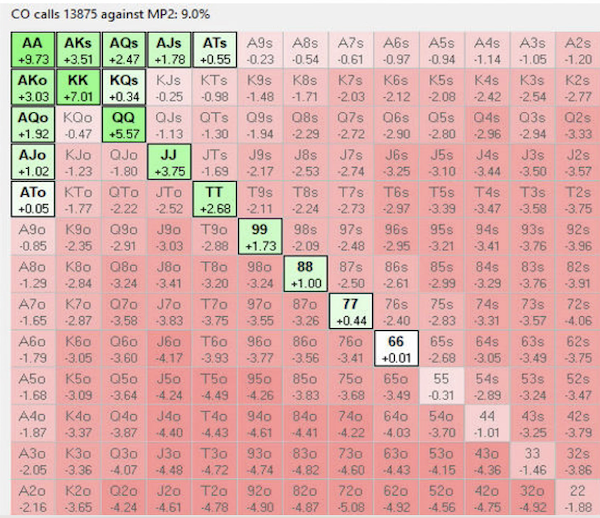 CO calls 13875 against MP2: 9.0%
AA AKs AQs AJs ATs A9s A8s A7s A6s A5s A4s A3s A2s
+9.73 +3.51 +2.47 +1.78 +0.55 -0.23 -0.54 -0.61 -0.97 -0.94 -1.14 -1.05 -1.20
AKo KK KQs KJs KTs K9s K8s K7s K6s K5s K4s K3s K2s
+3.03 +7.01 +0.34 -0.25 -0.98 -1.48 -1.71 -2.03 -2.12 -2.08 -2.42 -2.54 -2.77
AQo KQo QQ QJs QTs Q9s Q8s Q7s Q6s Q5s Q4s Q3s Q2s
+1.92 -0.47 +5.57 -1.13 -1.30 -1.94 -2.29 -2.72 -2.90 -2.80 -2.96 -2.94 -3.33
AJo KJo QJo JJ JTs J9s J8s J7s J6s J5s J4s J3s J2s
+1.02 -1.23 -1.80 +3.75 -1.69 -2.17 -2.53 -2.74 -3.25 -3.10 -3.44 -3.50 -3.57
ATo KTo QTo JTo TT T9s T8s T7s T6s T5s T4s T3s T2s
+0.05 -1.77 -2.22 -2.52 +2.68 -2.11 -2.24 -2.73 -2.97 -3.39 -3.47 -3.58 -3.75
A9o K9o Q9o J9o T9o 99 98s 97s 96s 95s 94s 93s 92s
-0.85 -2.35 -2.91 -3.03 -2.88 +1.73 -2.09 -2.48 -2.95 -3.21 -3.41 -3.76 -3.96
A8o K8o Q8o J8o T8o 98o 88 87s 86s 85s 84s 83s 82s
-1.29 -2.84 -3.24 -3.41 -3.20 -3.24 +1.00 -2.50 -2.61 -2.99 -3.29 -3.76 -3.91
A7o K7o Q7o J7o T7o 97o 87o 77 76s 75s 74s 73s 72s
-1.65 -2.87 -3.58 -3.83 -3.75 -3.55 -3.26 +0.44 -2.40 -2.83 -3.31 -3.57 -4.06
A6o K6o Q6o J6o T6o 96o 86o 76o 66 65s 64s 63s 62s
-1.79 -3.05 -3.60 -4.17 -3.93 -3.77 -3.56 -3.41 +0.01 -2.68 -3.05 -3.49 -3.75
A5o K5o Q5o J5o T5o 95o 85o 75o 65o 55 54s 53s 52s
-1.68 -3.09 -3.64 -4.24 -4.49 -4.26 -3.83 -3.68 -3.49 -0.31 -2.89 -3.24 -3.47
A4o K4o Q4o J4o T4o 94o 84o 74o 64o 54o 44 43s 42s
-1.87 -3.37 -3.87 -4.40 -4.43 -4.61 -4.41 -4.22 -4.03 -3.70 -1.01 -3.25 -3.79
A3o K3o Q3o J3o T3o 93o 83o 73o 63o 53o 43o 33 32s
-2.05 -3.36 -4.07 -4.48 -4.72 -4.74 -4.82 -4.60 -4.43 -4.15 -4.36 -1.46 -3.86
A2o K2o Q2o J2o T2o 92o 82o 72o 62o 52o 42o 32o 22
-2.16 -3.65 -4.24 -4.61 -4.78 -4.90 -4.87 -5.08 -4.92 -4.56 -4.75 -4.92 -1.88